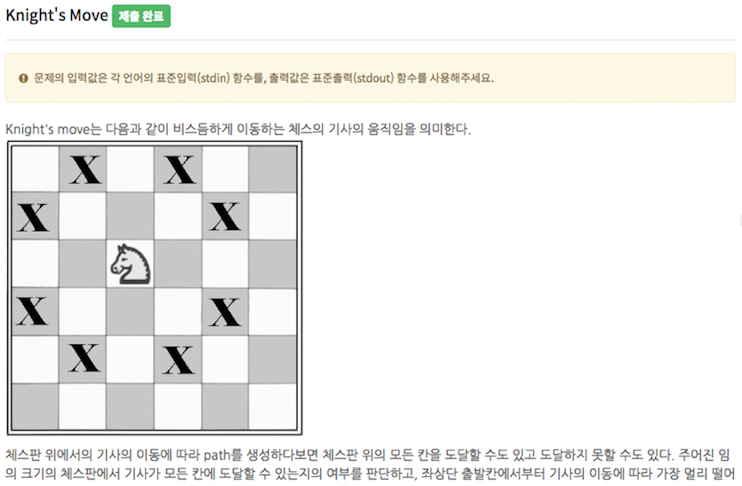 Knight's Move 제출 완료
문제의 입력값은 각 언어의 표준입력(stdin) 함수를, 출력값은 표준출력(stdout) 함수를 사용해주세요.
Knight's move는 다음과 같이 비스듬하게 이동하는 체스의 기사의 움직임을 의미한다.
X X
X X
X X
X X
체스판 위에서의 기사의 이동에 따라 path를 생성하다보면 체스판 위의 모든 칸을 도달할 수도 있고 도달하지 못할 수도 있다. 주어진 임
의 크기의 체스판에서 기사가 모든 칸에 도달할 수 있는지의 여부를 판단하고, 좌상단 출발칸에서부터 기사의 이동에 따라 가장 멀리 떨어